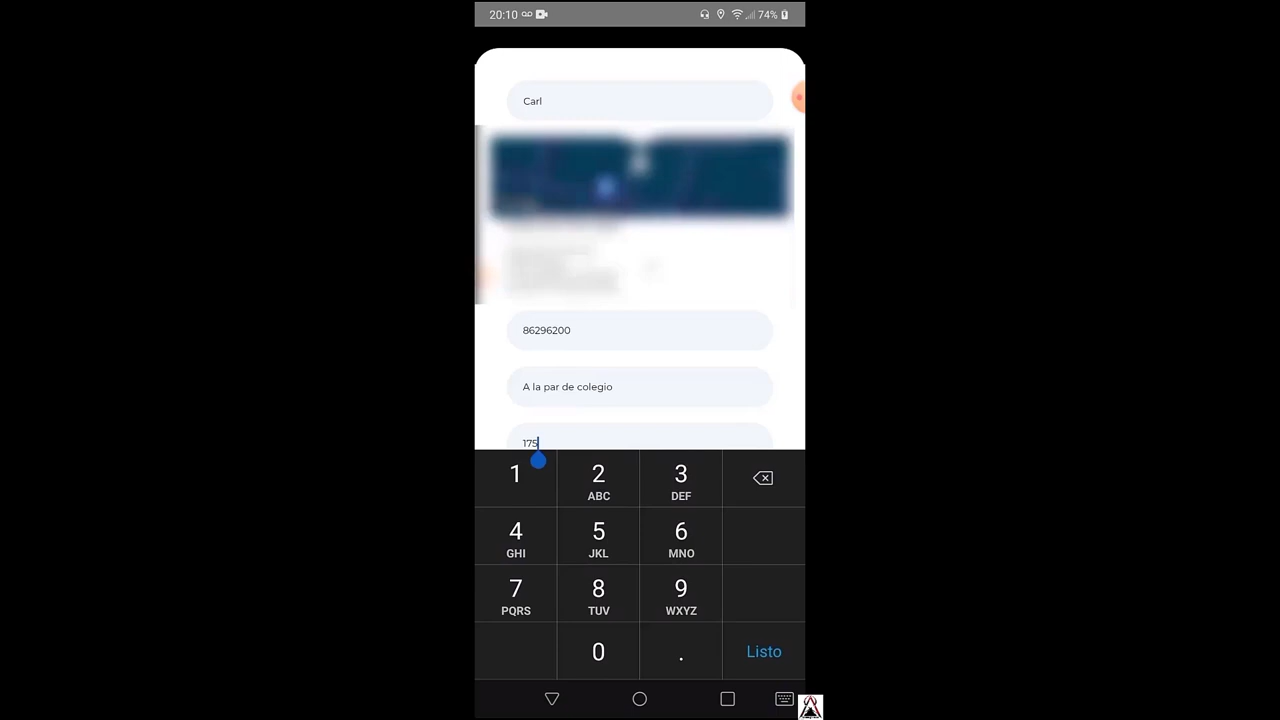 20:10 74%
Carl
86296200
A la par de colegio
175
1 2 3
ABC DEF
4 5 6
GHI JKL MNO
7 8 9
PQRS TUV WXYZ
0 . Listo